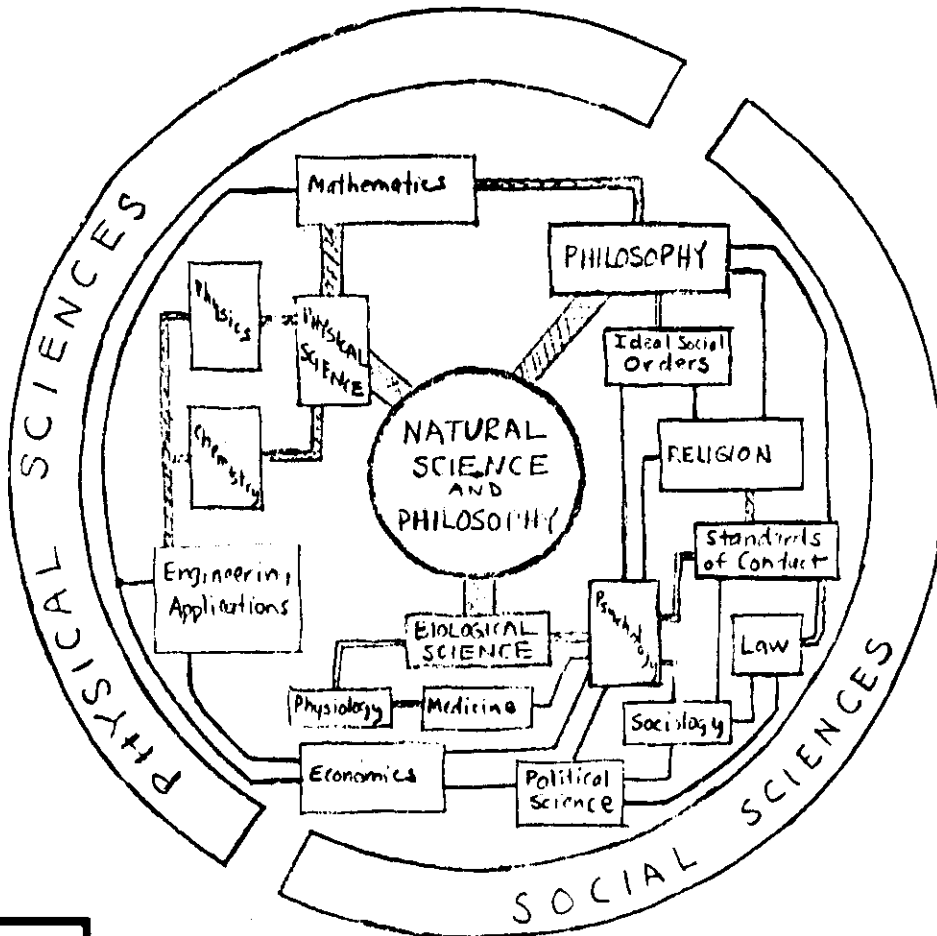 PHYSICAL SCIENCES
Mathematics
PHILOSOPHY
Physics
PHYSICAL
SCIENCE
Ideal Social
Orders
Chemistry
NATURAL
SCIENCE
AND
PHILOSOPHY
RELIGION
Standards
of Conduct
Engineering
Applications
BIOLOGICAL
SCIENCE
Psychology
Law
Physiology
Medicine
Sociology
Economics
Political
Science
SOCIAL SCIENCES